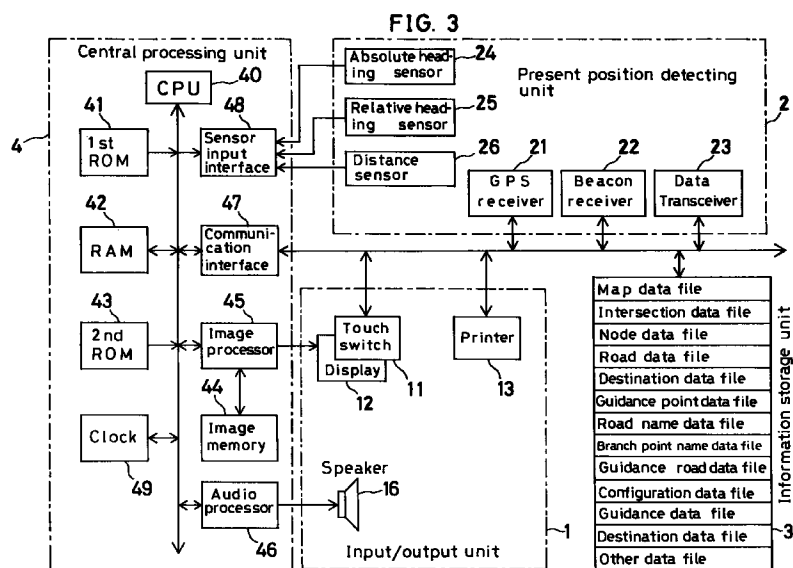 FIG. 3
Central processing unit
CPU
40
41
1st
ROM
48
Sensor
input
interface
4
42
RAM
47
Communi-
cation
interface
43
2nd
ROM
45
Image
processor
44
Image
memory
Clock
49
Audio
processor
46
Absolute head-
ing sensor
24
Relative head-
ing sensor
25
Distance
sensor
26
Present position detecting
unit
2
21
GPS
receiver
22
Beacon
receiver
23
Data
Transceiver
Touch
switch
Display
12
11
Printer
13
Speaker
16
Input/output unit
1
Map data file
Intersection data file
Node data file
Road data file
Destination data file
Guidance point data file
Road name data file
Branch point name data file
Guidance road data file
Configuration data file
Guidance data file
Destination data file
Other data file
Information storage unit
3